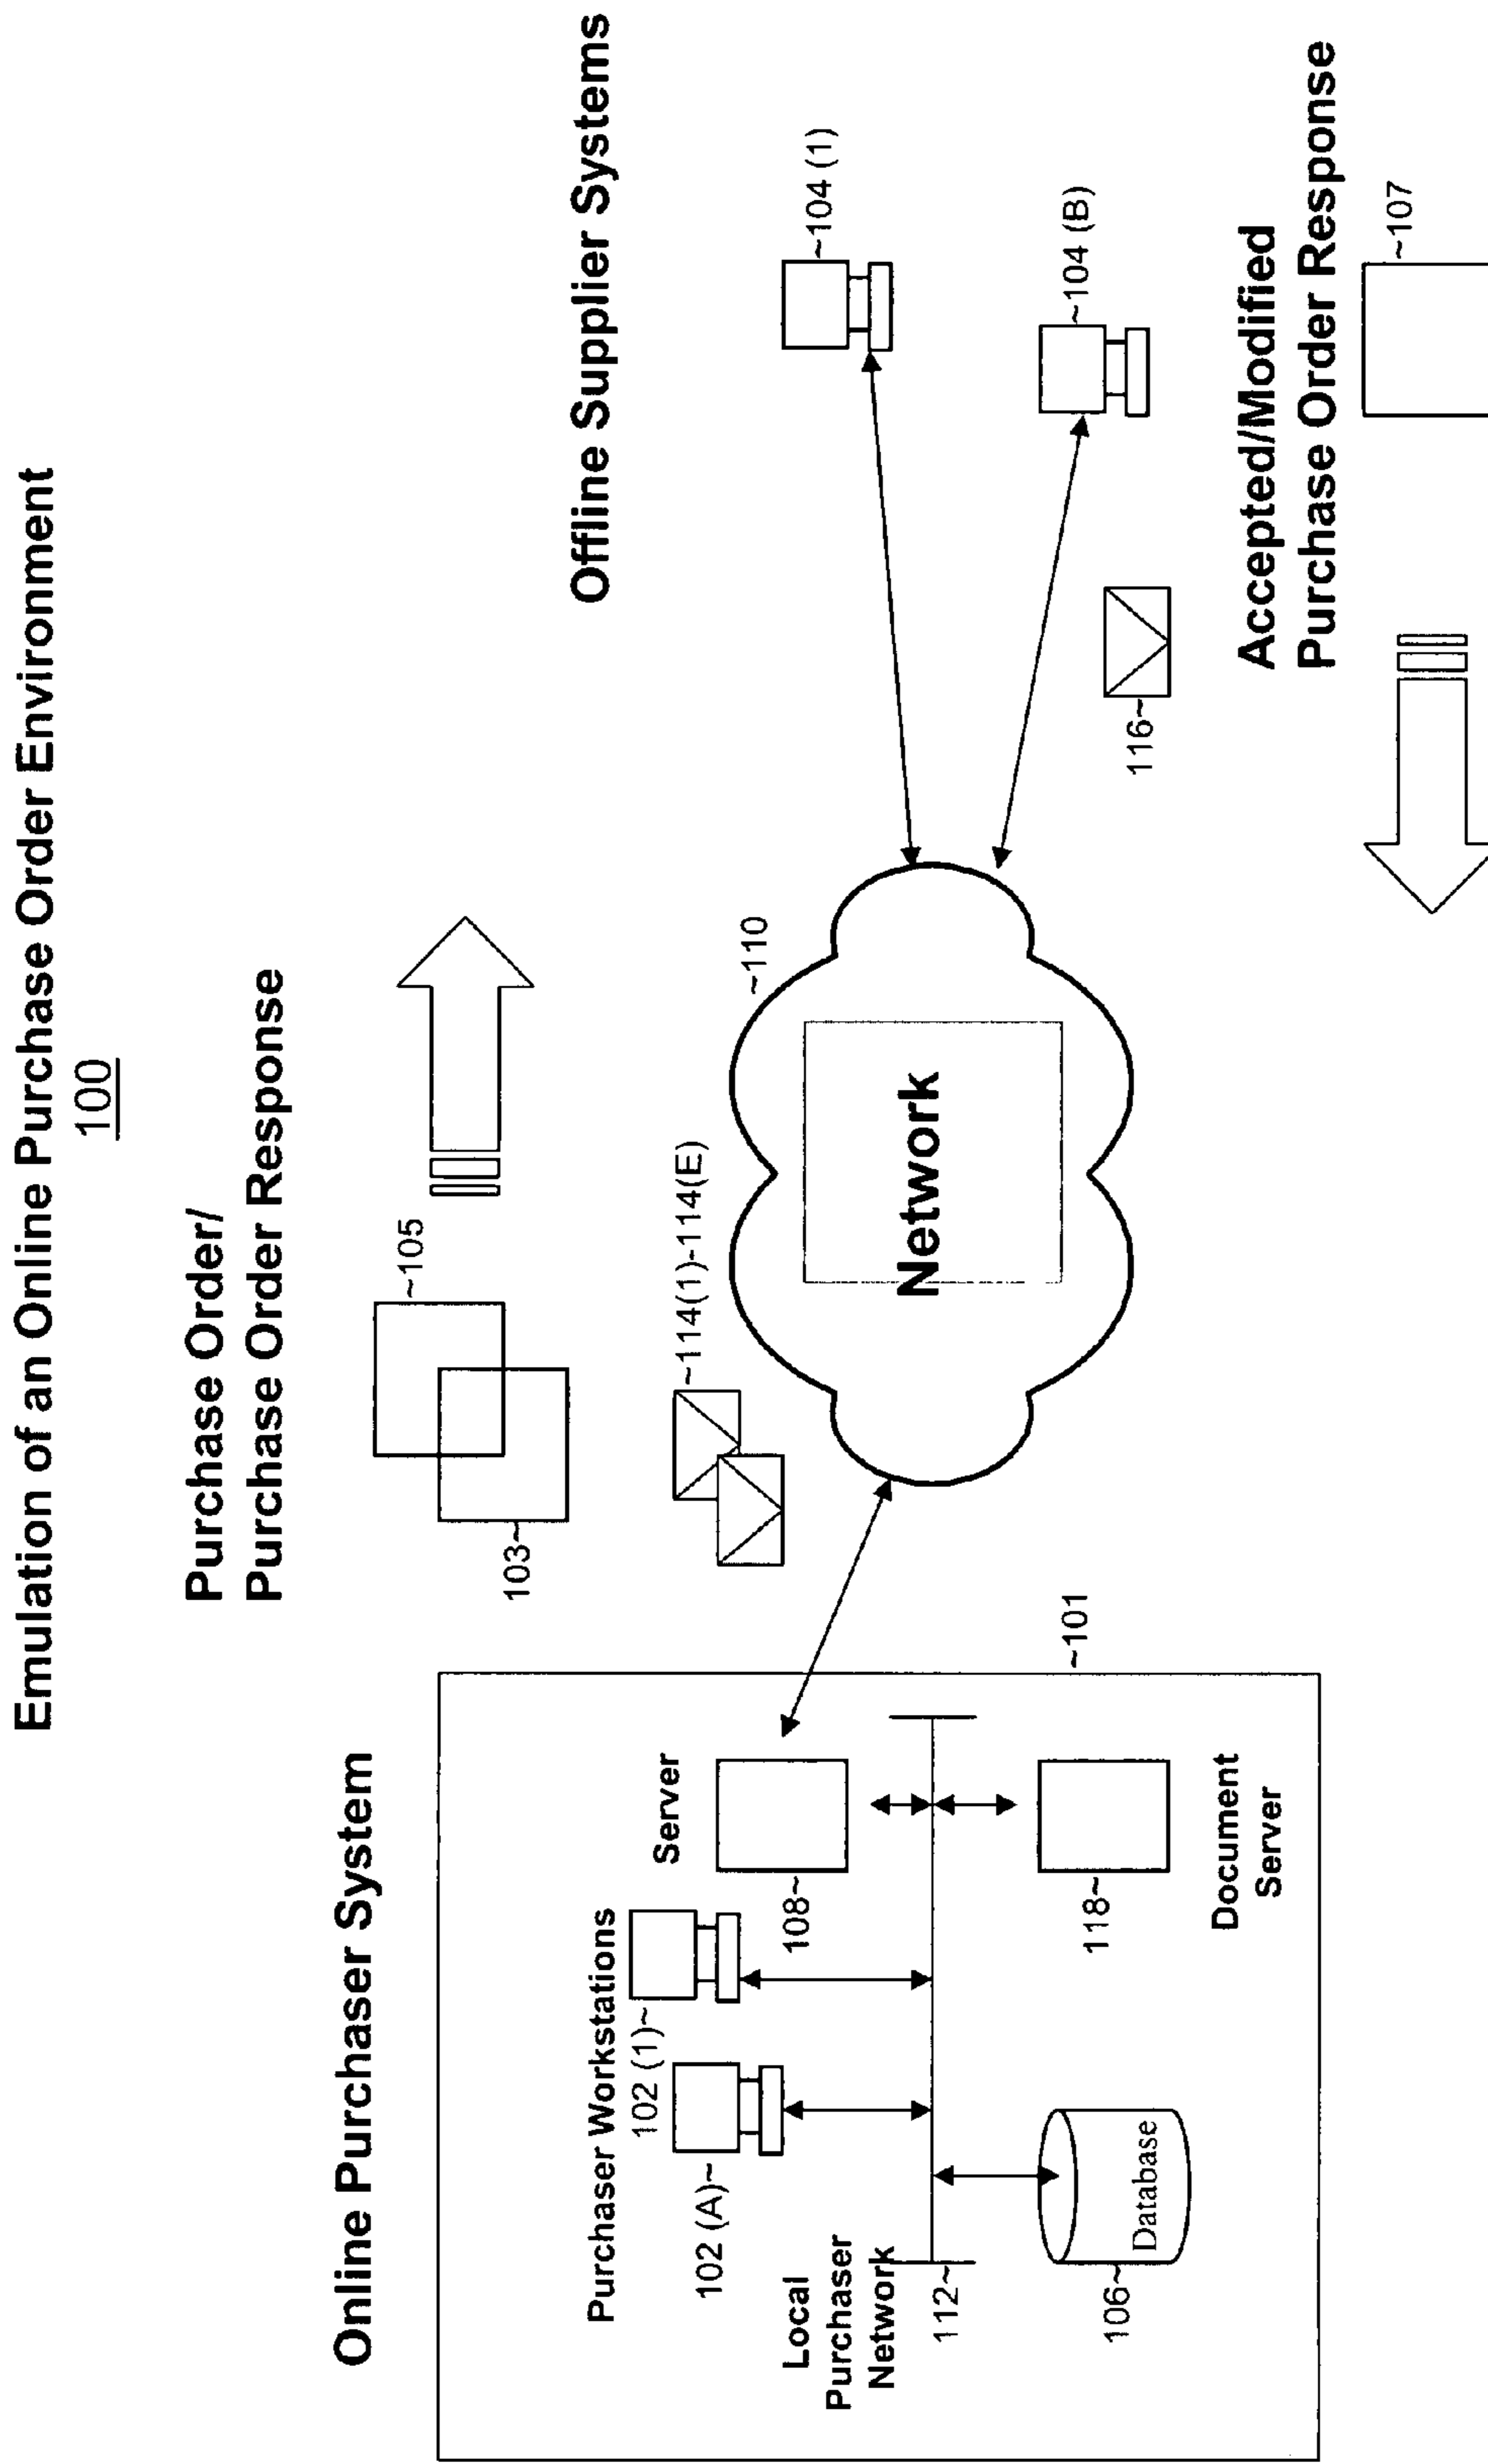 Emulation of an Online Purchase Order Environment
100
Purchase Order/
Purchase Order Response
~105
103~
Online Purchaser System
Offline Supplier Systems
Purchaser Workstations
102 (1)~
102 (A)~
Server
108~
~114(1)-114(E)
~110
Network
~104 (1)
~104 (B)
116~
Local
Purchaser
Network
112~
106~
Database
118~
Document
Server
~101
Accepted/Modified
Purchase Order Response
~107